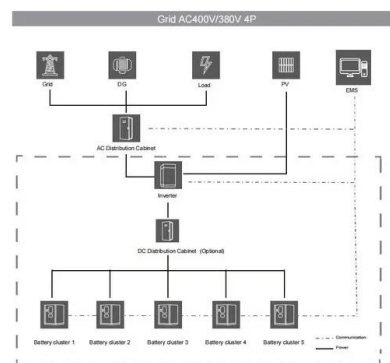 Grid AC400V/380V 4P
Grid
DG
Load
PV
EMS
AC Distribution Cabinet
Inverter
DC Distribution Cabinet (Optional)
Battery cluster 1
Battery cluster 2
Battery cluster 3
Battery cluster 4
Battery cluster 5
Communication
Power